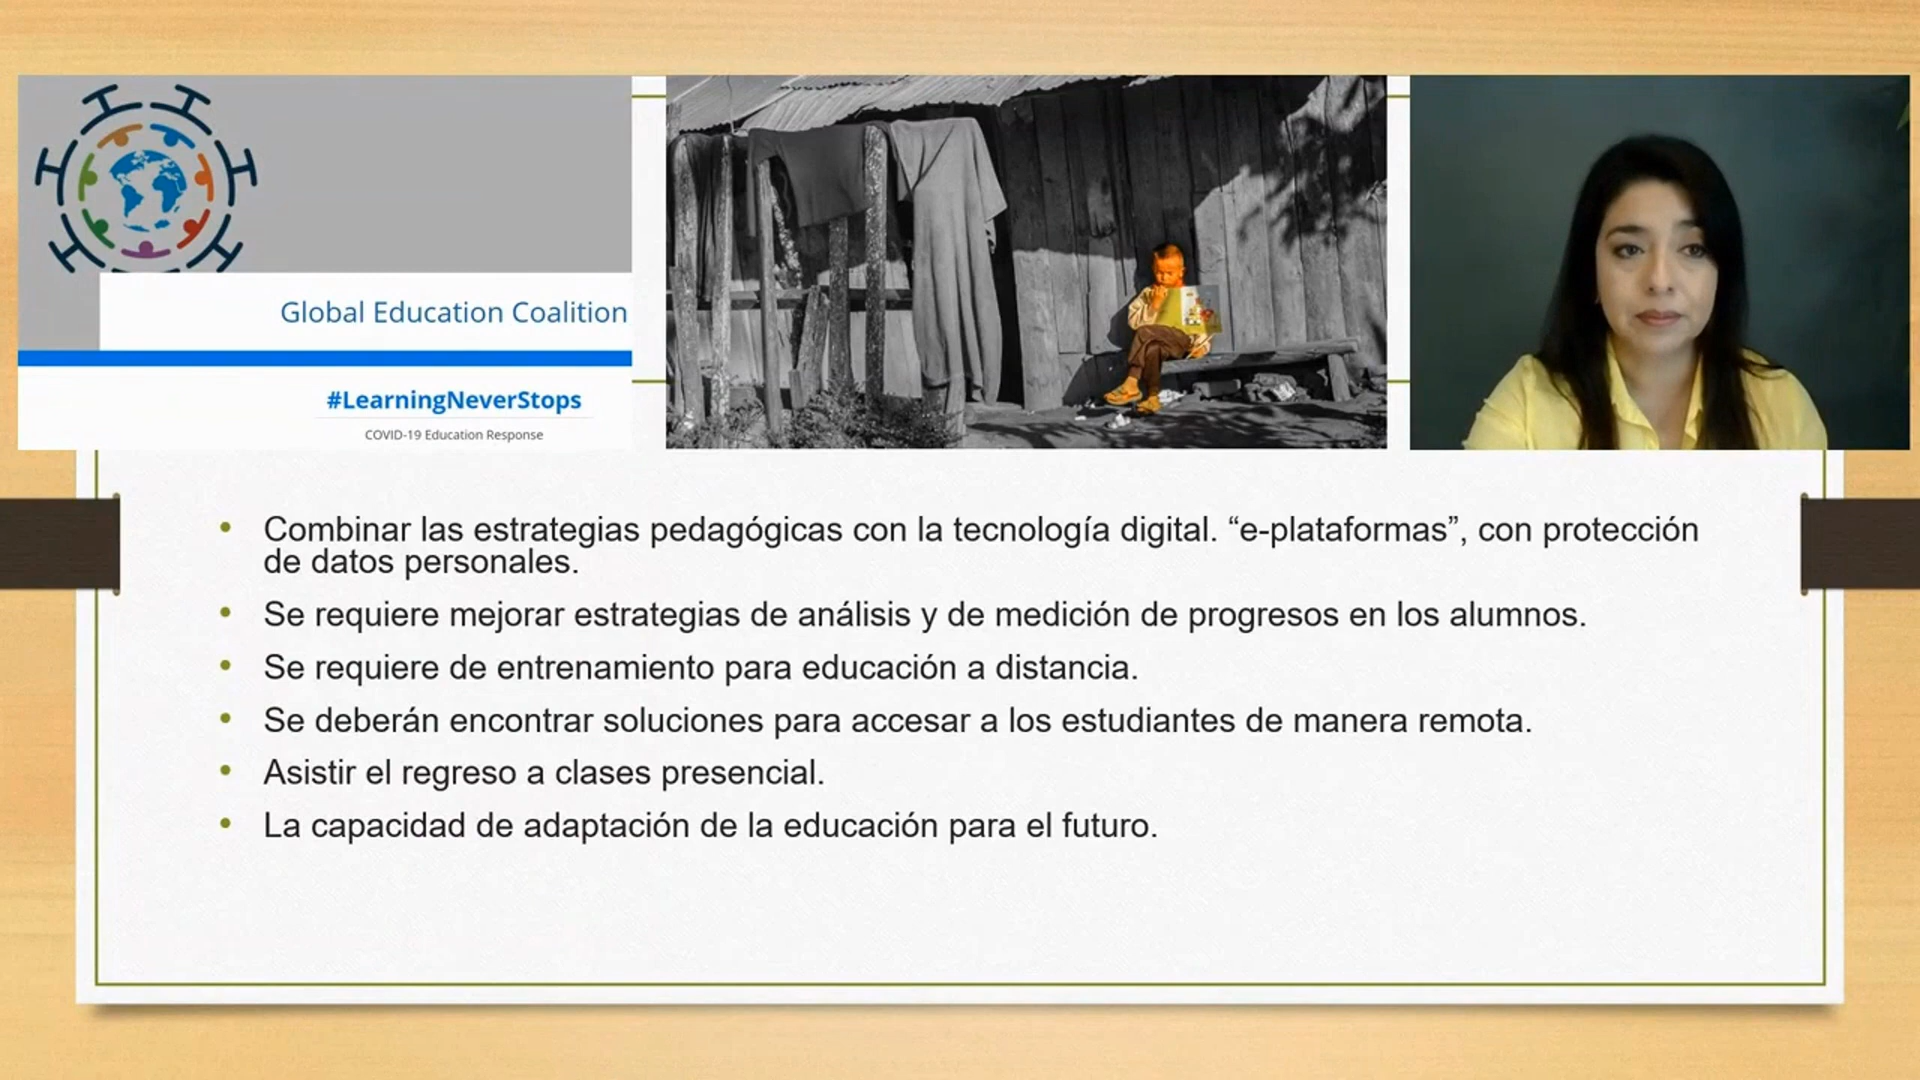 Global Education Coalition
#LearningNeverStops
COVID-19 Education Response
• Combinar las estrategias pedagógicas con la tecnología digital. “e-plataformas”, con protección
de datos personales.
• Se requiere mejorar estrategias de análisis y de medición de progresos en los alumnos.
• Se requiere de entrenamiento para educación a distancia.
• Se deberán encontrar soluciones para accesar a los estudiantes de manera remota.
• Asistir el regreso a clases presencial.
• La capacidad de adaptación de la educación para el futuro.